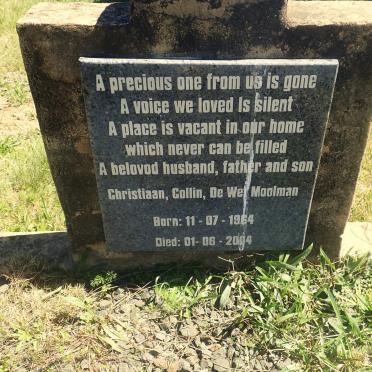 A precious one from us is gone
A voice we loved Is silent
A place is vacant in our home
which never can be filled
A belovod husband, father and son
Christiaan, Collin, De Wet Moolman
Born: 11 - 07 - 1964
Died: 01-06 - 2004